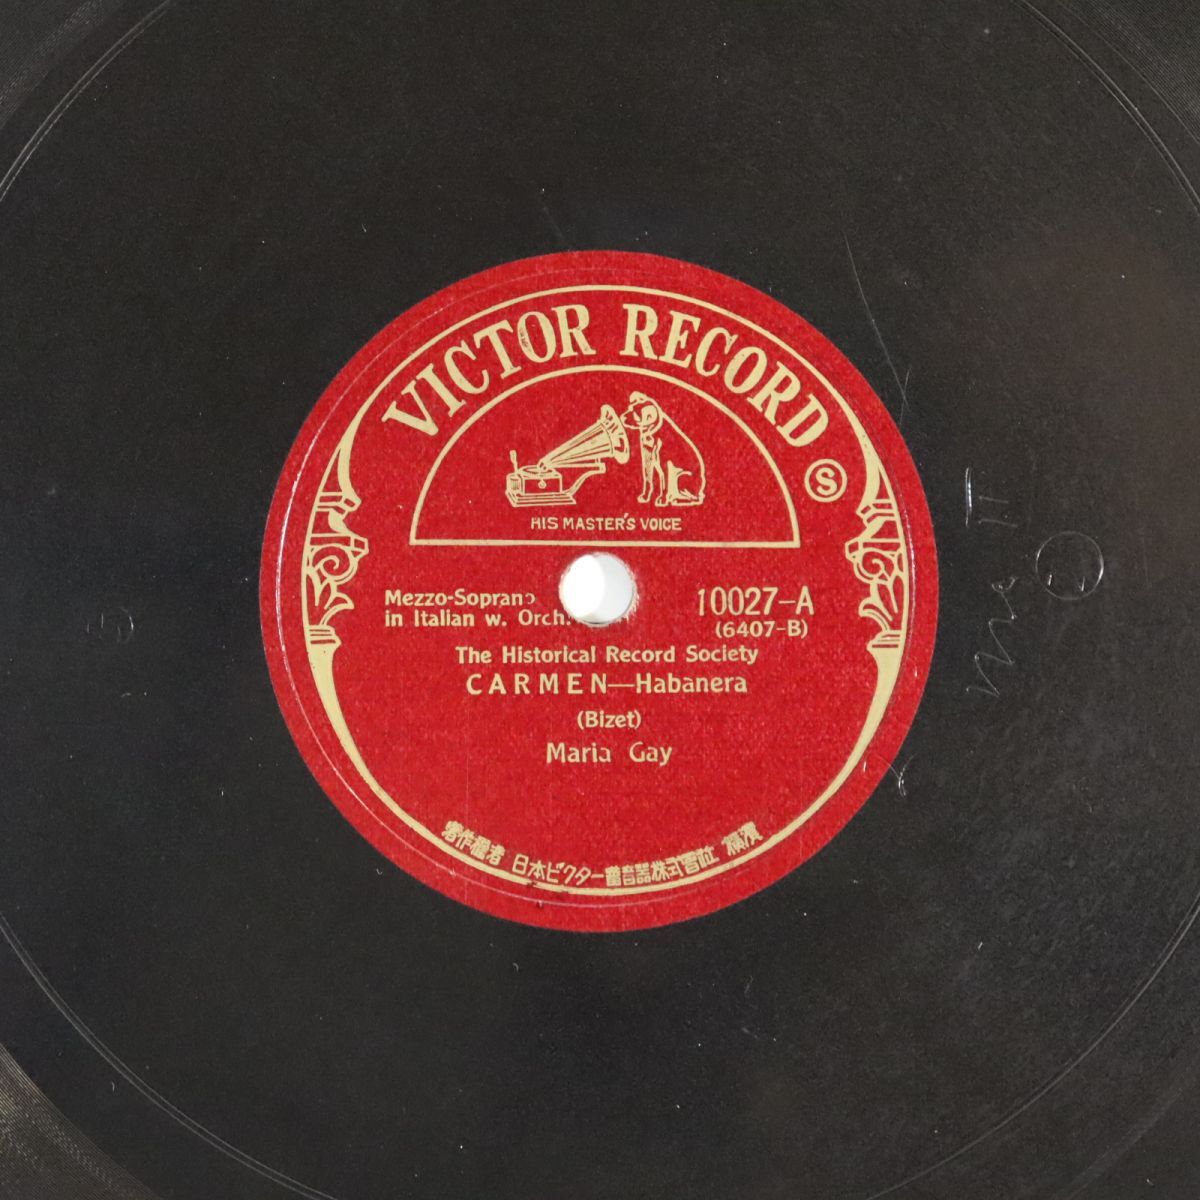 VICTOR RECORD
Ⓢ
HIS MASTER'S VOICE
Mezzo-Soprano
in Italian w. Orch.
10027-A
(6407-B)
The Historical Record Society
CARMEN—Habanera
(Bizet)
Maria Gay
著作権者 日本ビクター蓄音器株式會社 横濱